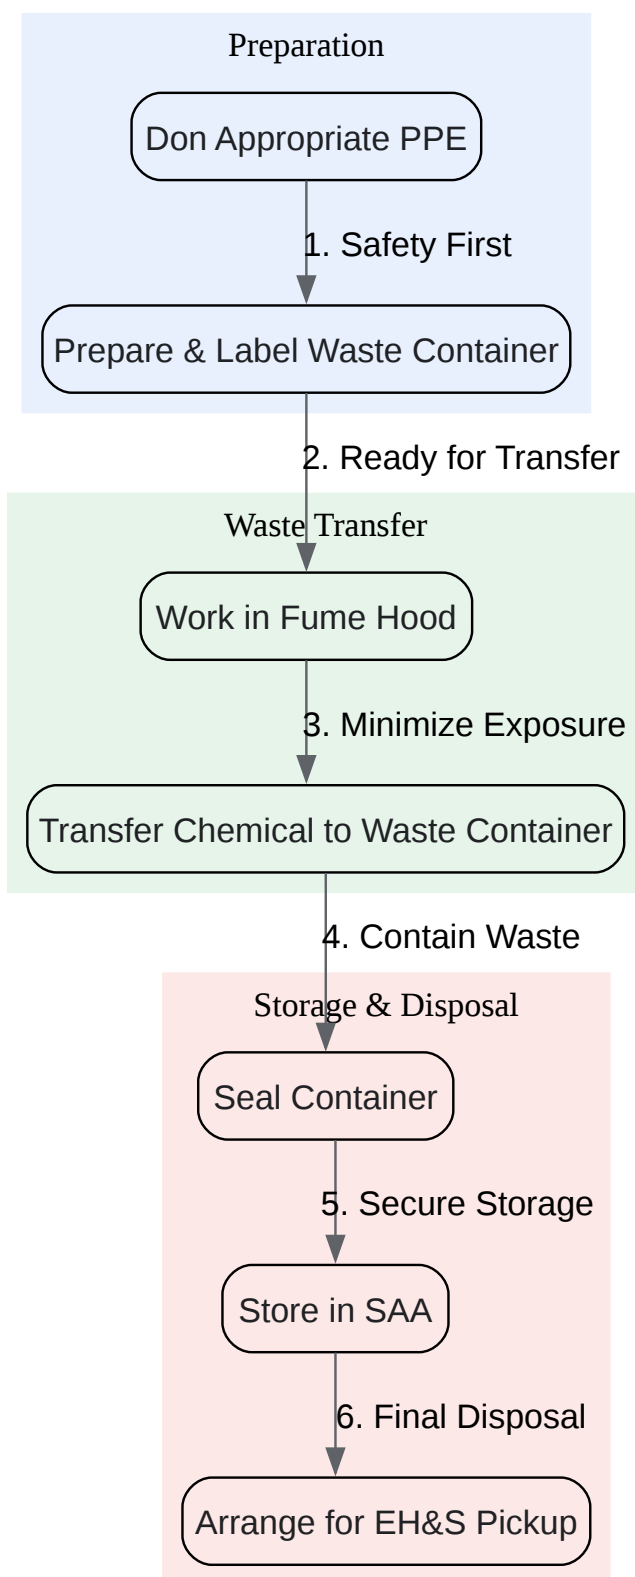 Preparation
Don Appropriate PPE
1. Safety First
Prepare & Label Waste Container
2. Ready for Transfer
Waste Transfer
Work in Fume Hood
3. Minimize Exposure
Transfer Chemical to Waste Container
4. Contain Waste
Storage & Disposal
Seal Container
5. Secure Storage
Store in SAA
6. Final Disposal
Arrange for EH&S Pickup